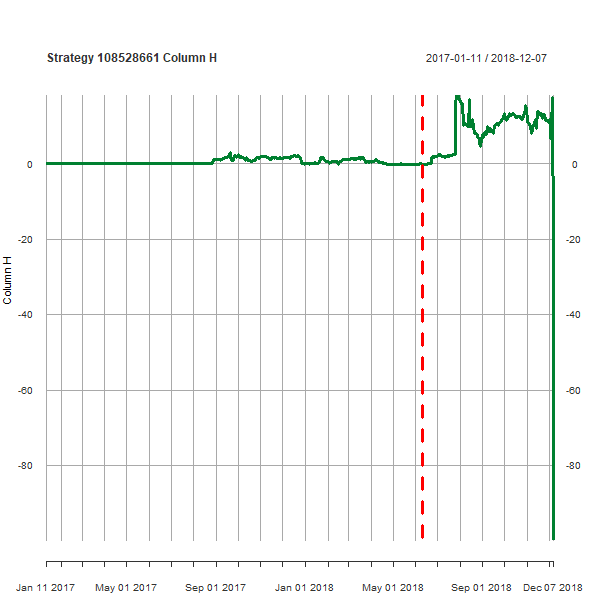 Strategy 108528661 Column H
2017-01-11 / 2018-12-07
0
0
-20
-20
-40
-40
-60
-60
-80
-80
Column H
Jan 11 2017
May 01 2017
Sep 01 2017
Jan 01 2018
May 01 2018
Sep 01 2018
Dec 07 2018